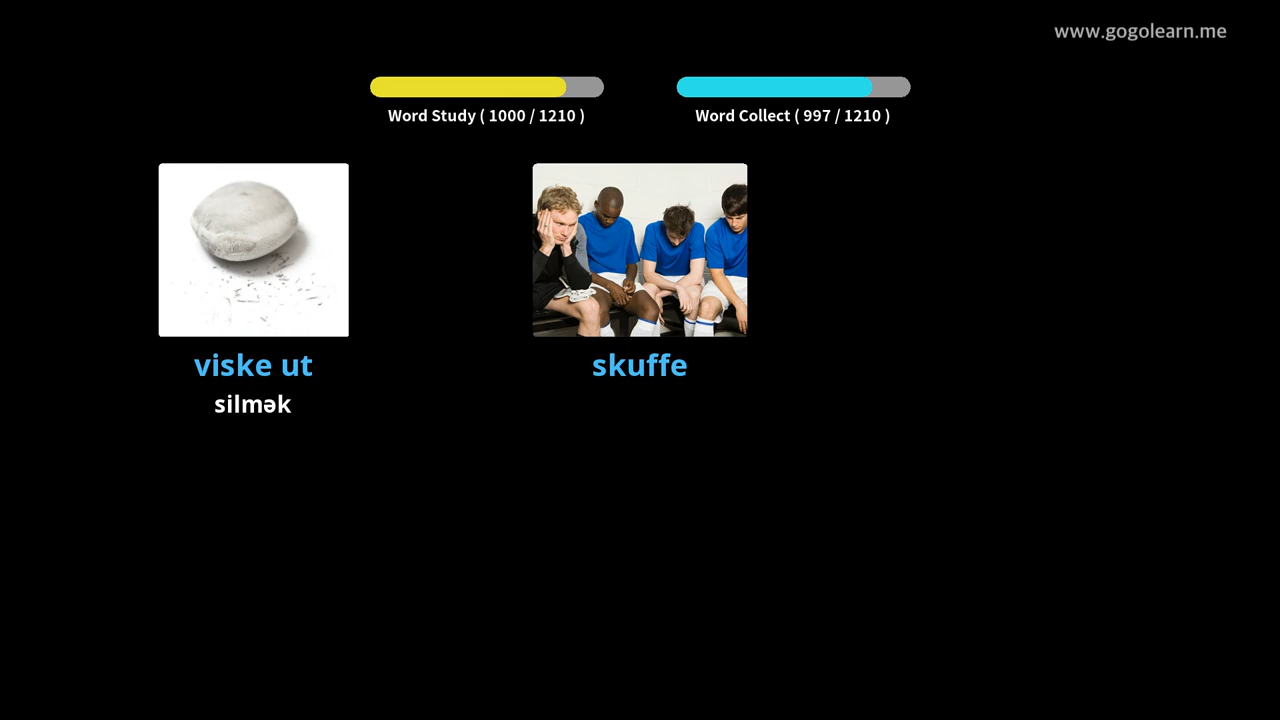 www.gogolearn.me
Word Study ( 1000 / 1210 )
Word Collect ( 997 / 1210 )
viske ut
silmək
skuffe